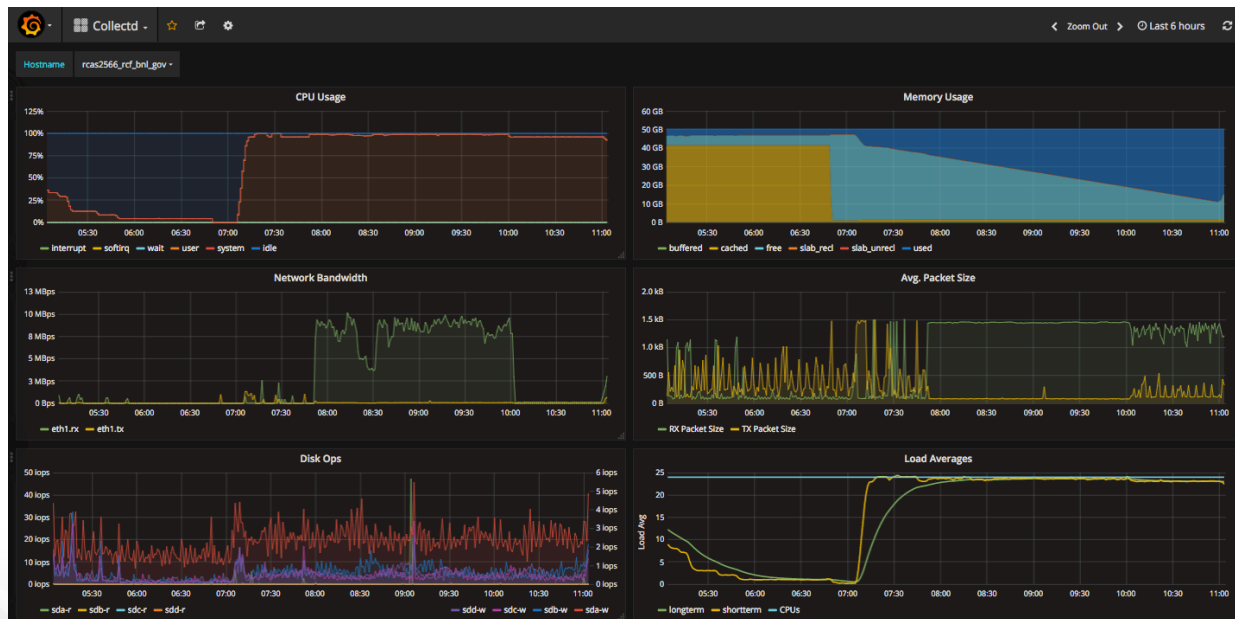 Collectd
Zoom Out
Last 6 hours
Hostname
rcas2566_rcf_bnl_gov
CPU Usage
125%
100%
75%
50%
25%
0%
05:30 06:00 06:30 07:00 07:30 08:00 08:30 09:00 09:30 10:00 10:30 11:00
interrupt softirq wait user system idle
Memory Usage
60 GB
50 GB
40 GB
30 GB
20 GB
10 GB
0 B
05:30 06:00 06:30 07:00 07:30 08:00 08:30 09:00 09:30 10:00 10:30 11:00
buffered cached free slab_recl slab_unrecl used
Network Bandwidth
13 MBps
10 MBps
8 MBps
5 MBps
3 MBps
0 Bps
05:30 06:00 06:30 07:00 07:30 08:00 08:30 09:00 09:30 10:00 10:30 11:00
eth1.rx eth1.tx
Avg. Packet Size
2.0 kB
1.5 kB
1.0 kB
500 B
0 B
05:30 06:00 06:30 07:00 07:30 08:00 08:30 09:00 09:30 10:00 10:30 11:00
RX Packet Size TX Packet Size
Disk Ops
50 iops
40 iops
30 iops
20 iops
10 iops
0 iops
6 iops
5 iops
4 iops
3 iops
2 iops
1 iops
0 iops
05:30 06:00 06:30 07:00 07:30 08:00 08:30 09:00 09:30 10:00 10:30 11:00
sda-r sdb-r sdc-r sdd-r sdd-w sdc-w sdb-w sda-w
Load Averages
Load Avg
25
20
15
10
5
0
05:30 06:00 06:30 07:00 07:30 08:00 08:30 09:00 09:30 10:00 10:30 11:00
longterm shortterm CPUs